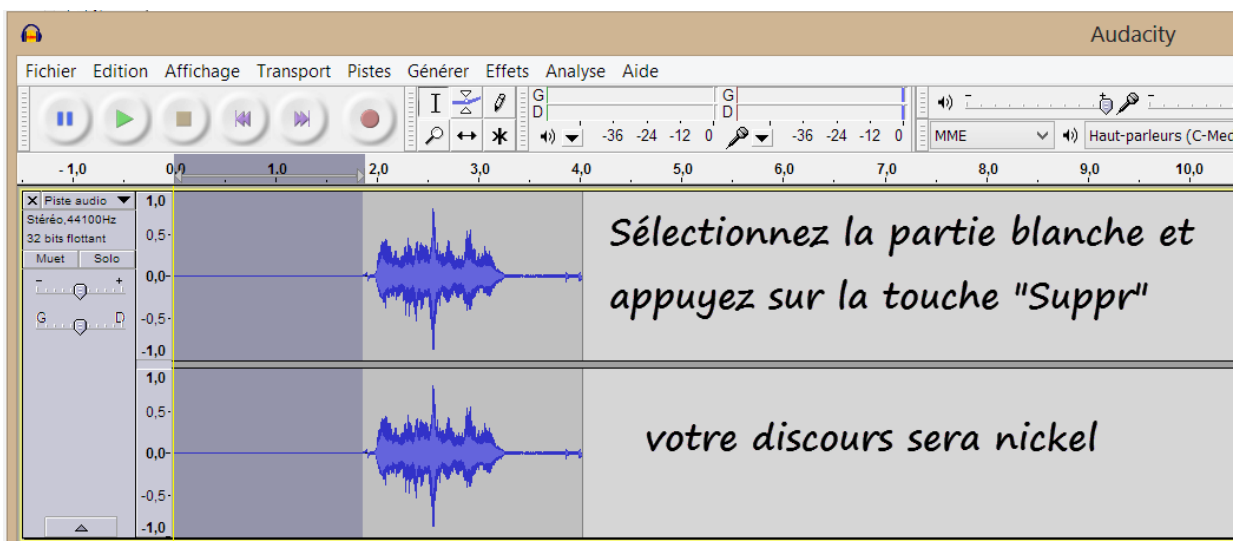 Audacity
Fichier Edition Affichage Transport Pistes Générer Effets Analyse Aide
G
D
-36 -24 -12 0
G
D
-36 -24 -12 0
MME
Haut-parleurs (C-Med
- 1,0 0,0 1,0 2,0 3,0 4,0 5,0 6,0 7,0 8,0 9,0 10,0
X Piste audio
Stéréo,44100Hz
32 bits flottant
Muet Solo
- +
G D
1,0
0,5-
0,0-
-0,5-
-1,0
Sélectionnez la partie blanche et
appuyez sur la touche "Suppr"
1,0
0,5-
0,0-
-0,5-
-1,0
votre discours sera nickel